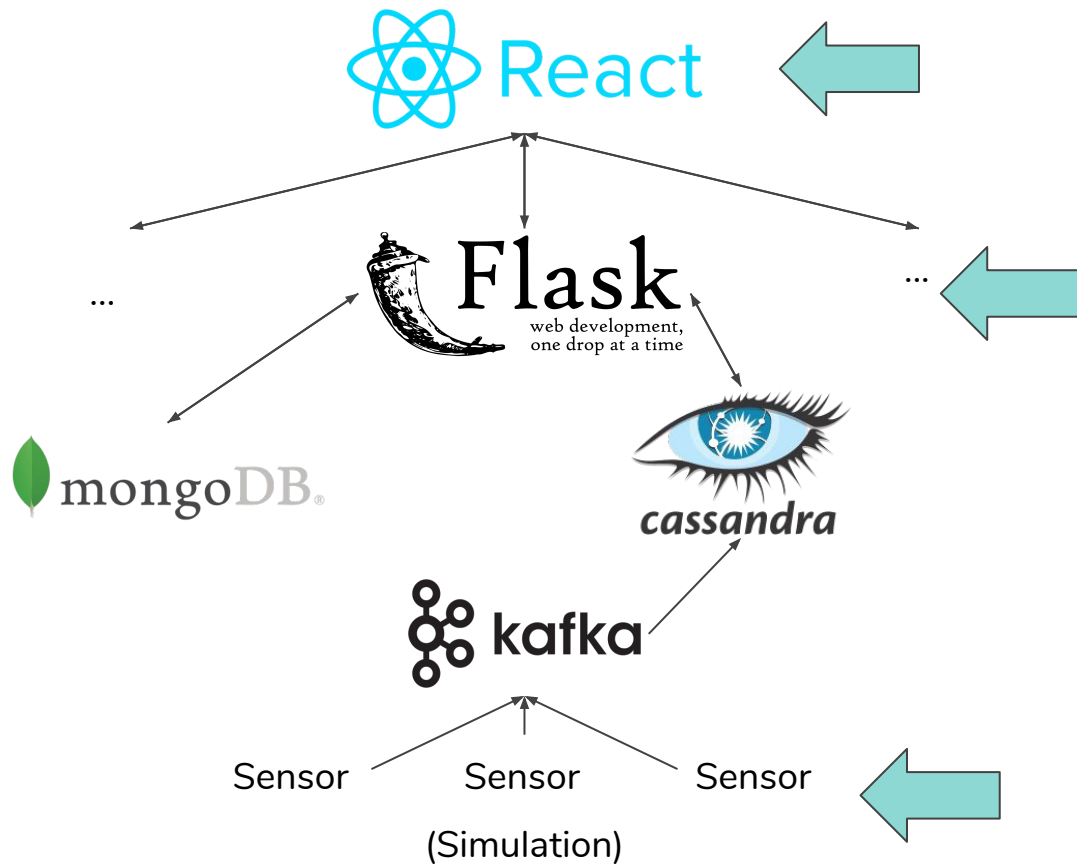 React
...
Flask
web development,
one drop at a time
...
mongoDB®
cassandra
kafka
Sensor
Sensor
Sensor
(Simulation)